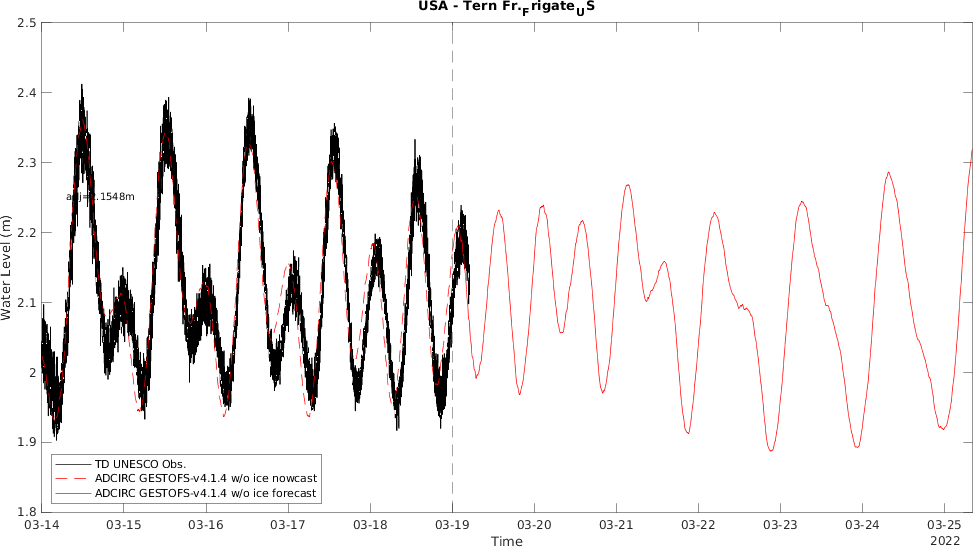 USA - Tern Fr.FrigateUS
2.5
2.4
2.3
2.2
2.1
2
1.9
1.8
Water Level (m)
adj=2.1548m
TD UNESCO Obs.
ADCIRC GESTOFS-v4.1.4 w/o ice nowcast
ADCIRC GESTOFS-v4.1.4 w/o ice forecast
03-14 03-15 03-16 03-17 03-18 03-19 03-20 03-21 03-22 03-23 03-24 03-25
Time
2022